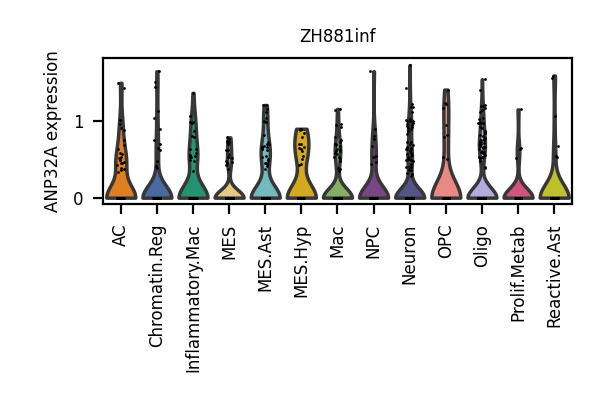 ZH881inf
ANP32A expression
1
0
AC
Chromatin.Reg
Inflammatory.Mac
MES
MES.Ast
MES.Hyp
Mac
NPC
Neuron
OPC
Oligo
Prolif.Metab
Reactive.Ast